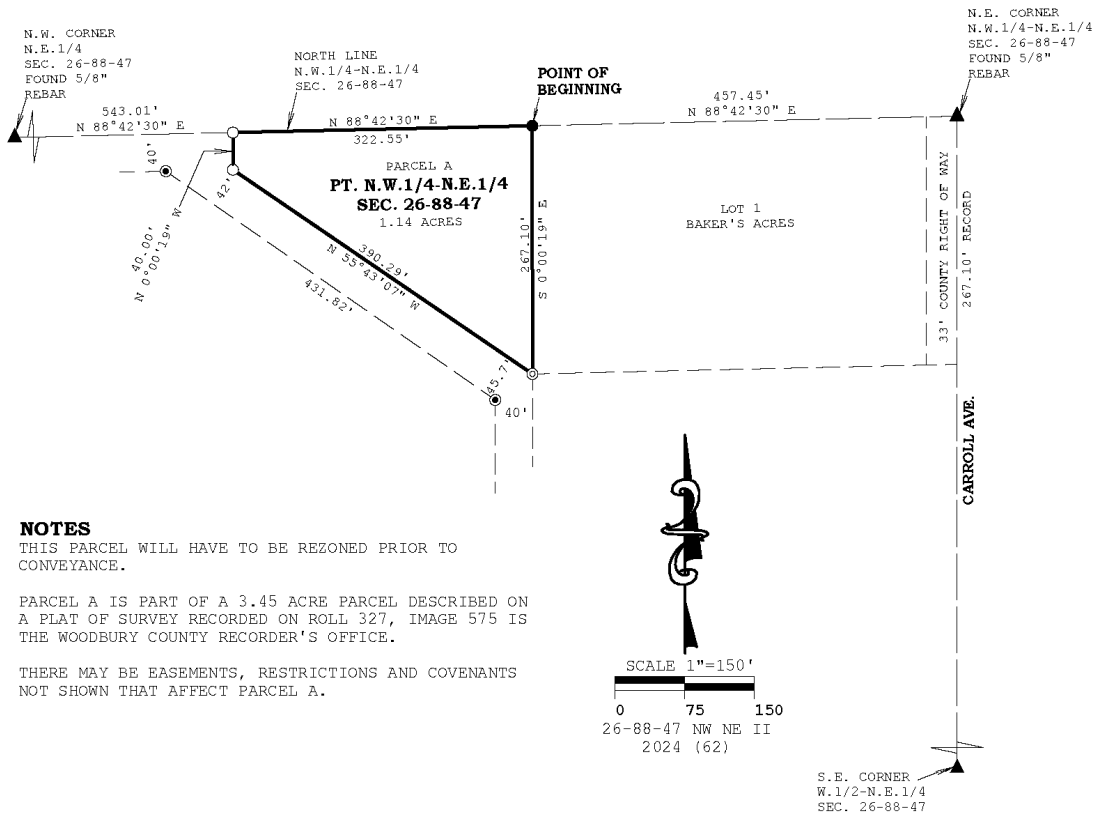 N.W. CORNER
N.E.1/4
SEC. 26-88-47
FOUND 5/8"
REBAR
NORTH LINE
N.W.1/4-N.E.1/4
SEC. 26-88-47
POINT OF
BEGINNING
N.E. CORNER
N.W.1/4-N.E.1/4
SEC. 26-88-47
FOUND 5/8"
REBAR
543.01'
N 88°42'30" E
N 88°42'30" E
322.55'
457.45'
N 88°42'30" E
40'
42'
40.00'
N 0°00'19" W
PARCEL A
PT. N.W.1/4-N.E.1/4
SEC. 26-88-47
1.14 ACRES
390.29'
N 55°43'07" W
431.82'
267.10'
S 0°00'19" E
LOT 1
BAKER'S ACRES
33' COUNTY RIGHT OF WAY
267.10' RECORD
45.7'
40'
CARROLL AVE.
NOTES
THIS PARCEL WILL HAVE TO BE REZONED PRIOR TO
CONVEYANCE.
PARCEL A IS PART OF A 3.45 ACRE PARCEL DESCRIBED ON
A PLAT OF SURVEY RECORDED ON ROLL 327, IMAGE 575 IS
THE WOODBURY COUNTY RECORDER'S OFFICE.
THERE MAY BE EASEMENTS, RESTRICTIONS AND COVENANTS
NOT SHOWN THAT AFFECT PARCEL A.
SCALE 1"=150'
0 75 150
26-88-47 NW NE II
2024 (62)
S.E. CORNER
W.1/2-N.E.1/4
SEC. 26-88-47